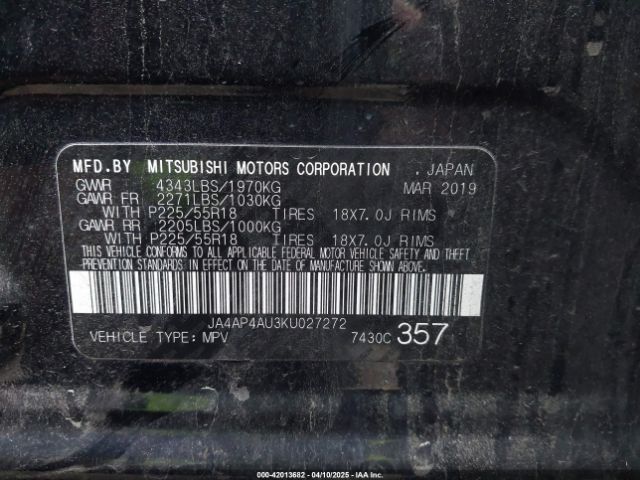 MFD.BY MITSUBISHI MOTORS CORPORATION . JAPAN
GWR 4343LBS/1970KG MAR 2019
GAWR FR 2271LBS/1030KG
WITH P225/55R18 TIRES 18X7.0J RIMS
GAWR RR 2205LBS/1000KG
WITH P225/55R18 TIRES 18X7.0J RIMS
THIS VEHICLE CONFORMS TO ALL APPLICABLE FEDERAL MOTOR VEHICLE SAFETY AND THEFT
PREVENTION STANDARDS IN EFFECT ON THE DATE OF MANUFACTURE SHOWN ABOVE.
JA4AP4AU3KU027272
VEHICLE TYPE: MPV 7430C 357
000-42013682 - 04/10/2025 - IAA Inc.